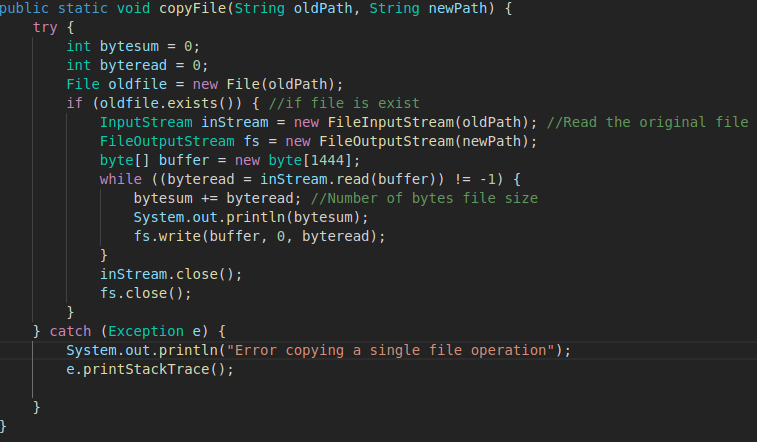 public static void copyFile(String oldPath, String newPath) {
    try {
        int bytesum = 0;
        int byteread = 0;
        File oldfile = new File(oldPath);
        if (oldfile.exists()) { //if file is exist
            InputStream inStream = new FileInputStream(oldPath); //Read the original file
            FileOutputStream fs = new FileOutputStream(newPath);
            byte[] buffer = new byte[1444];
            while ((byteread = inStream.read(buffer)) != -1) {
                bytesum += byteread; //Number of bytes file size
                System.out.println(bytesum);
                fs.write(buffer, 0, byteread);
            }
            inStream.close();
            fs.close();
        }
    } catch (Exception e) {
        System.out.println("Error copying a single file operation");
        e.printStackTrace();
    }
}